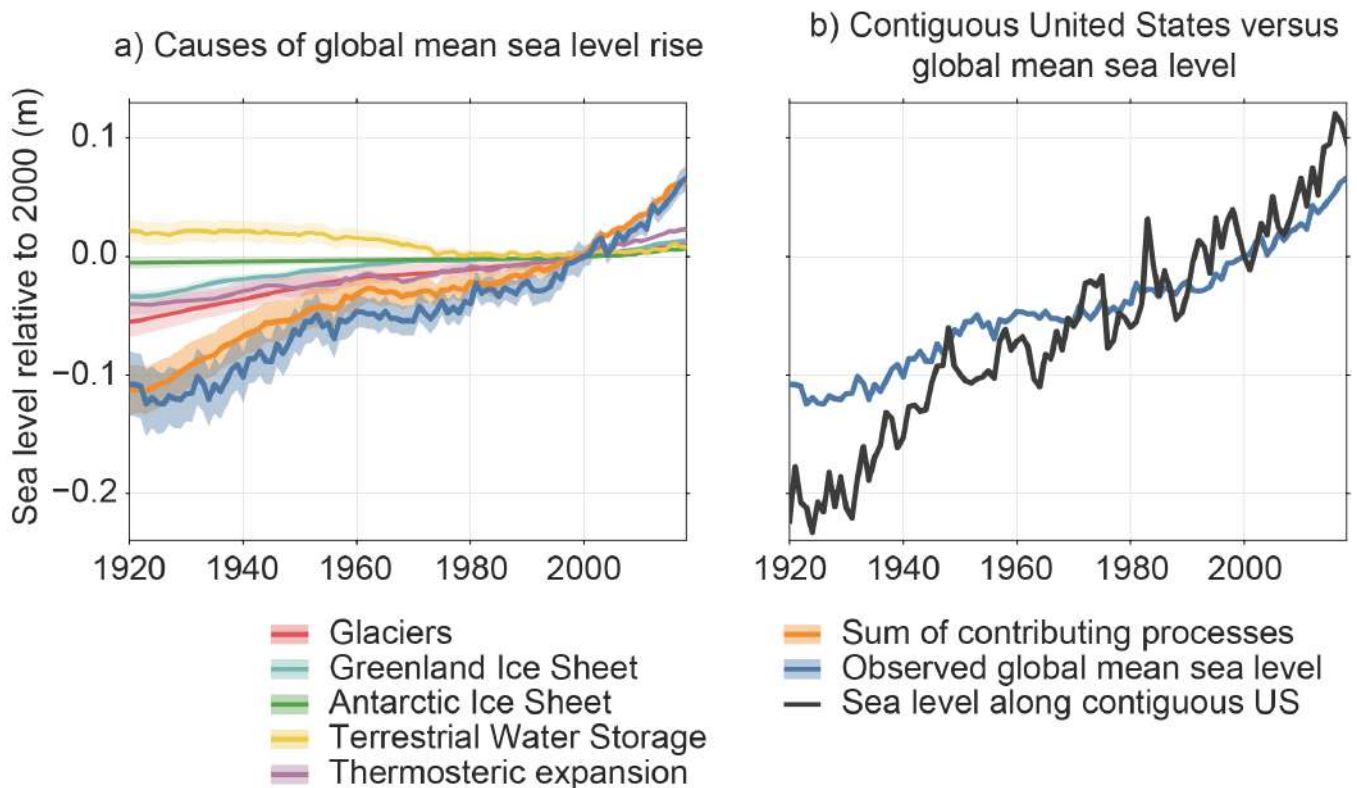 a) Causes of global mean sea level rise
b) Contiguous United States versus
global mean sea level
Sea level relative to 2000 (m)
0.1
0.0
−0.1
−0.2
1920 1940 1960 1980 2000
1920 1940 1960 1980 2000
Glaciers
Greenland Ice Sheet
Antarctic Ice Sheet
Terrestrial Water Storage
Thermosteric expansion
Sum of contributing processes
Observed global mean sea level
Sea level along contiguous US